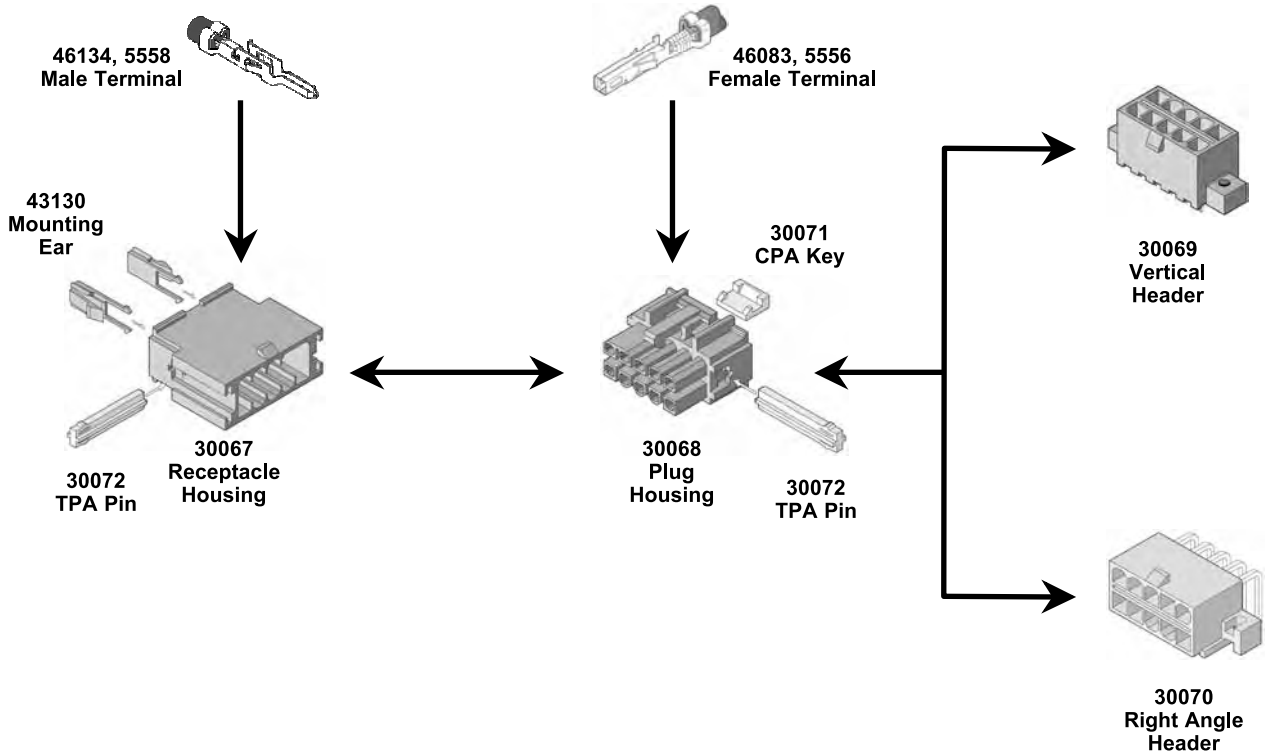 46134, 5558
Male Terminal
46083, 5556
Female Terminal
43130
Mounting
Ear
30071
CPA Key
30069
Vertical
Header
30067
Receptacle
Housing
30072
TPA Pin
30068
Plug
Housing
30072
TPA Pin
30070
Right Angle
Header